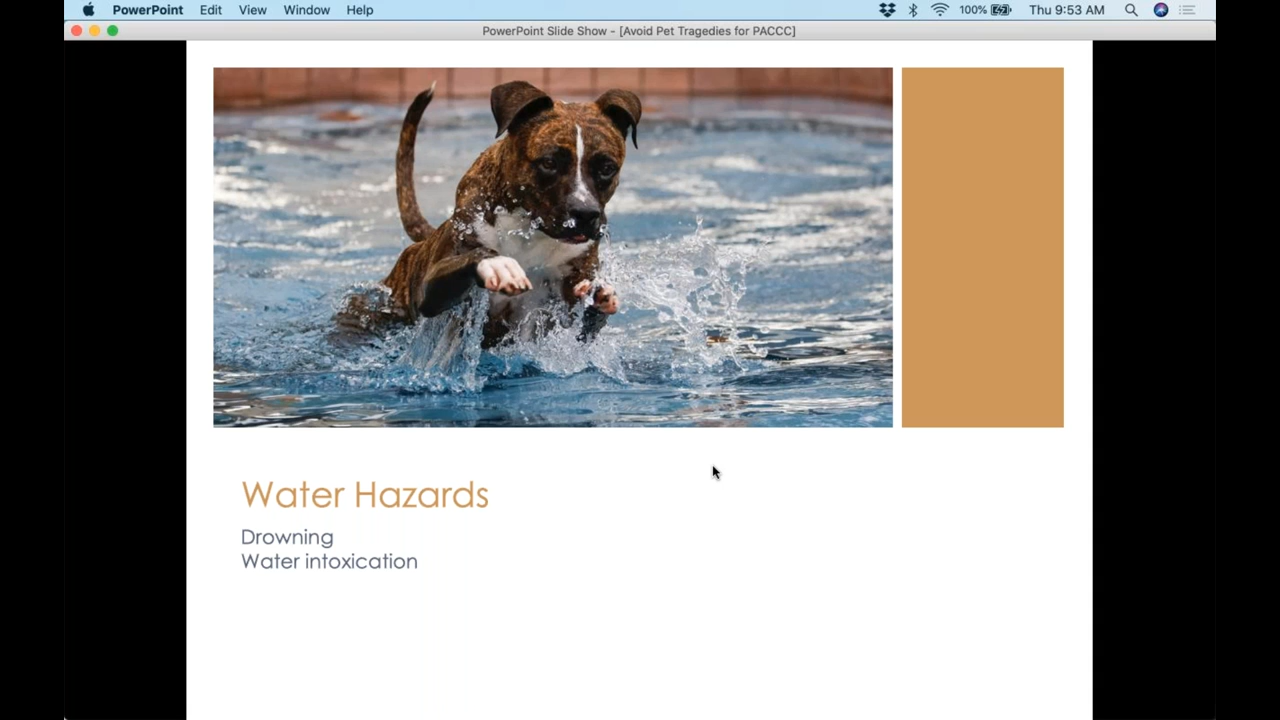 PowerPoint Edit View Window Help 100% Thu 9:53 AM
PowerPoint Slide Show - [Avoid Pet Tragedies for PACCC]
Water Hazards
Drowning
Water intoxication